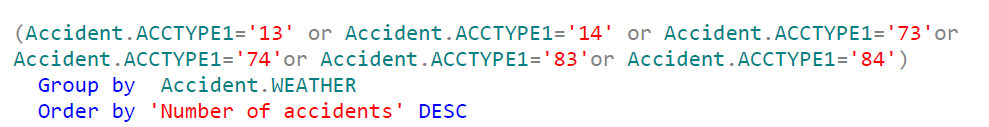 (Accident.ACCTYPE1='13' or Accident.ACCTYPE1='14' or Accident.ACCTYPE1='73'or
Accident.ACCTYPE1='74'or Accident.ACCTYPE1='83'or Accident.ACCTYPE1='84')
Group by  Accident.WEATHER
Order by 'Number of accidents' DESC